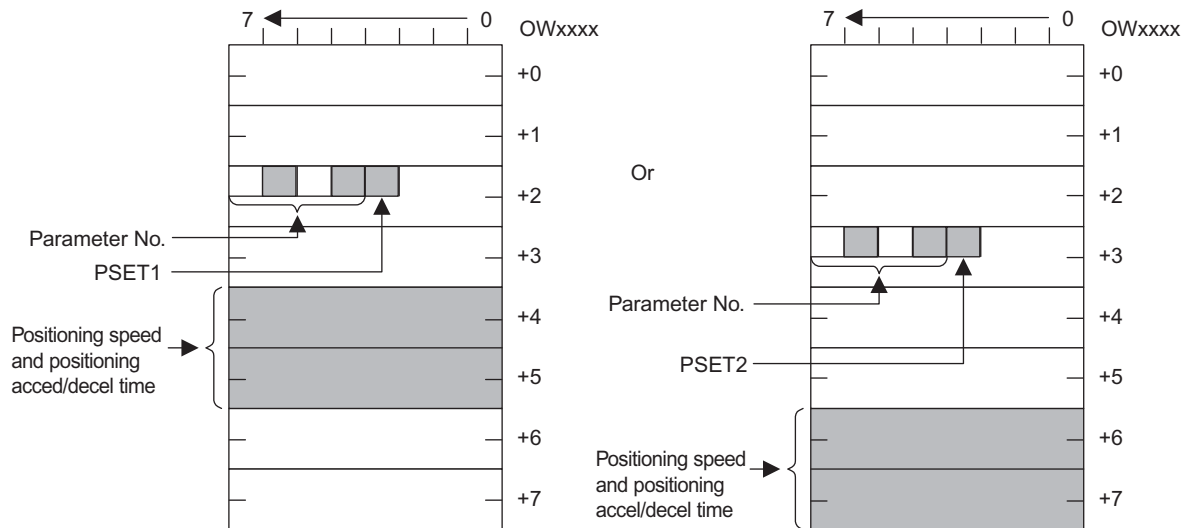 7 0 OWxxxx
+0
+1
+2
+3
+4
+5
+6
+7
Parameter No.
PSET1
Positioning speed
and positioning
acced/decel time
Or
7 0 OWxxxx
+0
+1
+2
+3
+4
+5
+6
+7
Parameter No.
PSET2
Positioning speed
and positioning
accel/decel time